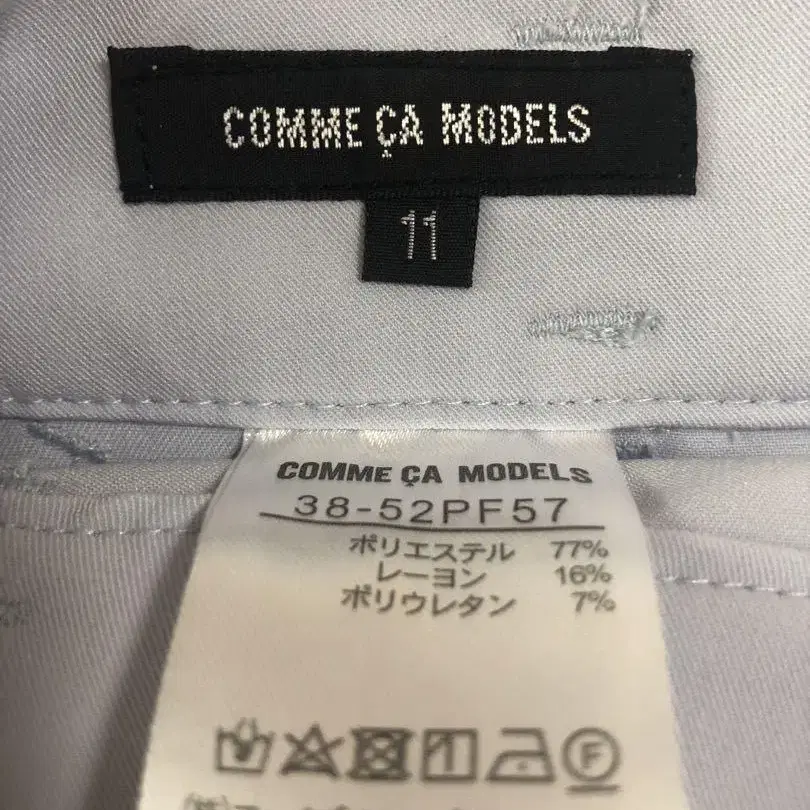 COMME ÇA MODELS
11
COMME ÇA MODELS
38-52PF57
ポリエステル 77%
レーヨン 16%
ポリウレタン 7%
F